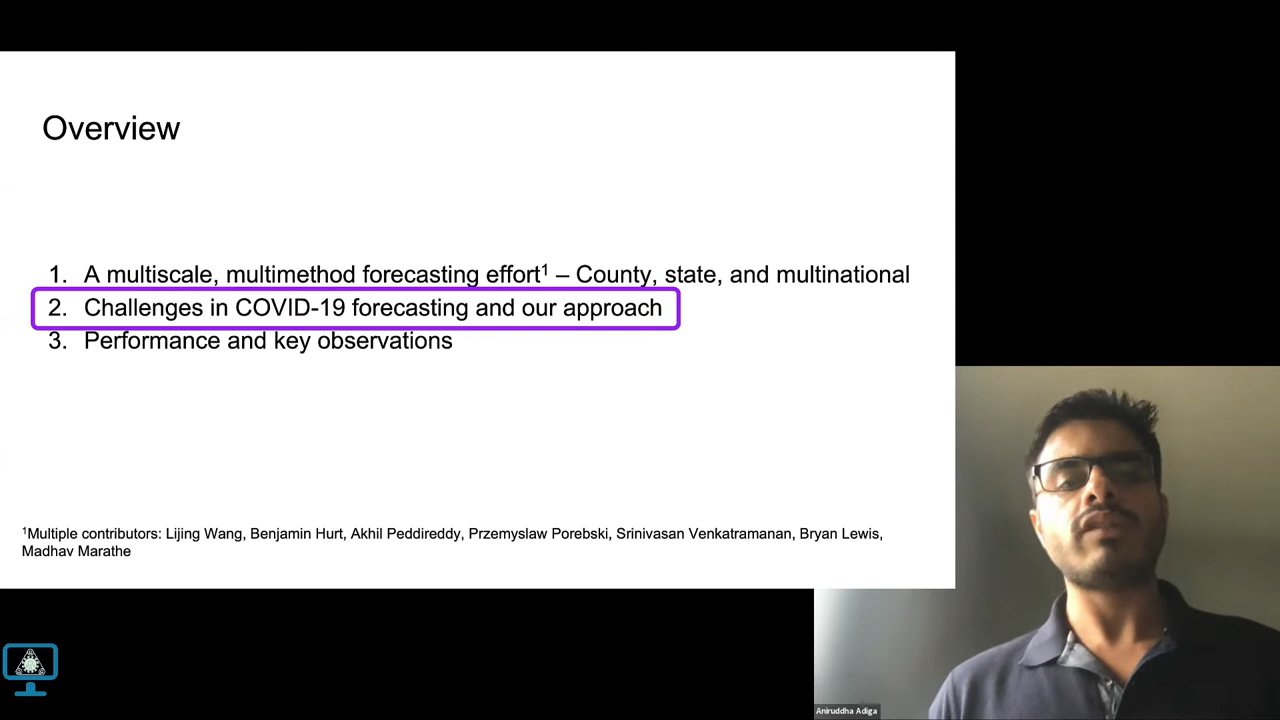 Overview
1. A multiscale, multimethod forecasting effort¹ – County, state, and multinational
2. Challenges in COVID-19 forecasting and our approach
3. Performance and key observations
¹Multiple contributors: Lijing Wang, Benjamin Hurt, Akhil Peddireddy, Przemyslaw Porebski, Srinivasan Venkatramanan, Bryan Lewis,
Madhav Marathe
Aniruddha Adiga